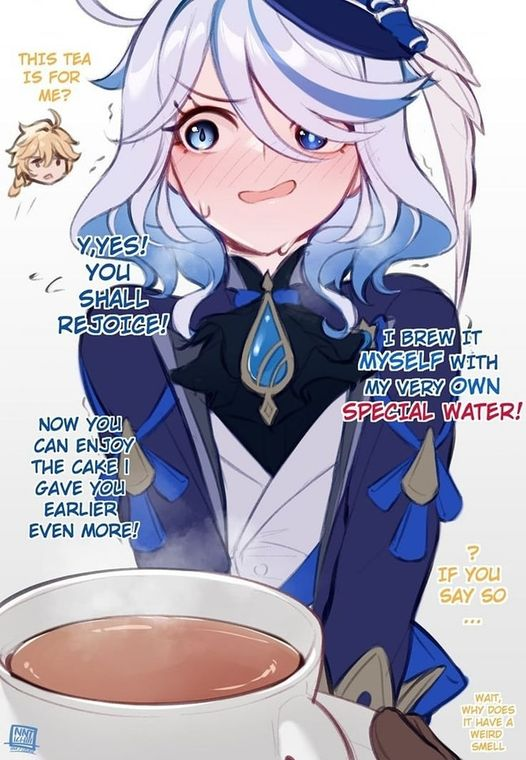 THIS TEA
IS FOR
ME?
Y,YES!
YOU
SHALL
REJOICE!
I BREW IT
MYSELF WITH
MY VERY OWN
SPECIAL WATER!
NOW YOU
CAN ENJOY
THE CAKE I
GAVE YOU
EARLIER
EVEN MORE!
?
IF YOU
SAY SO
...
WAIT,
WHY DOES
IT HAVE A
WEIRD
SMELL